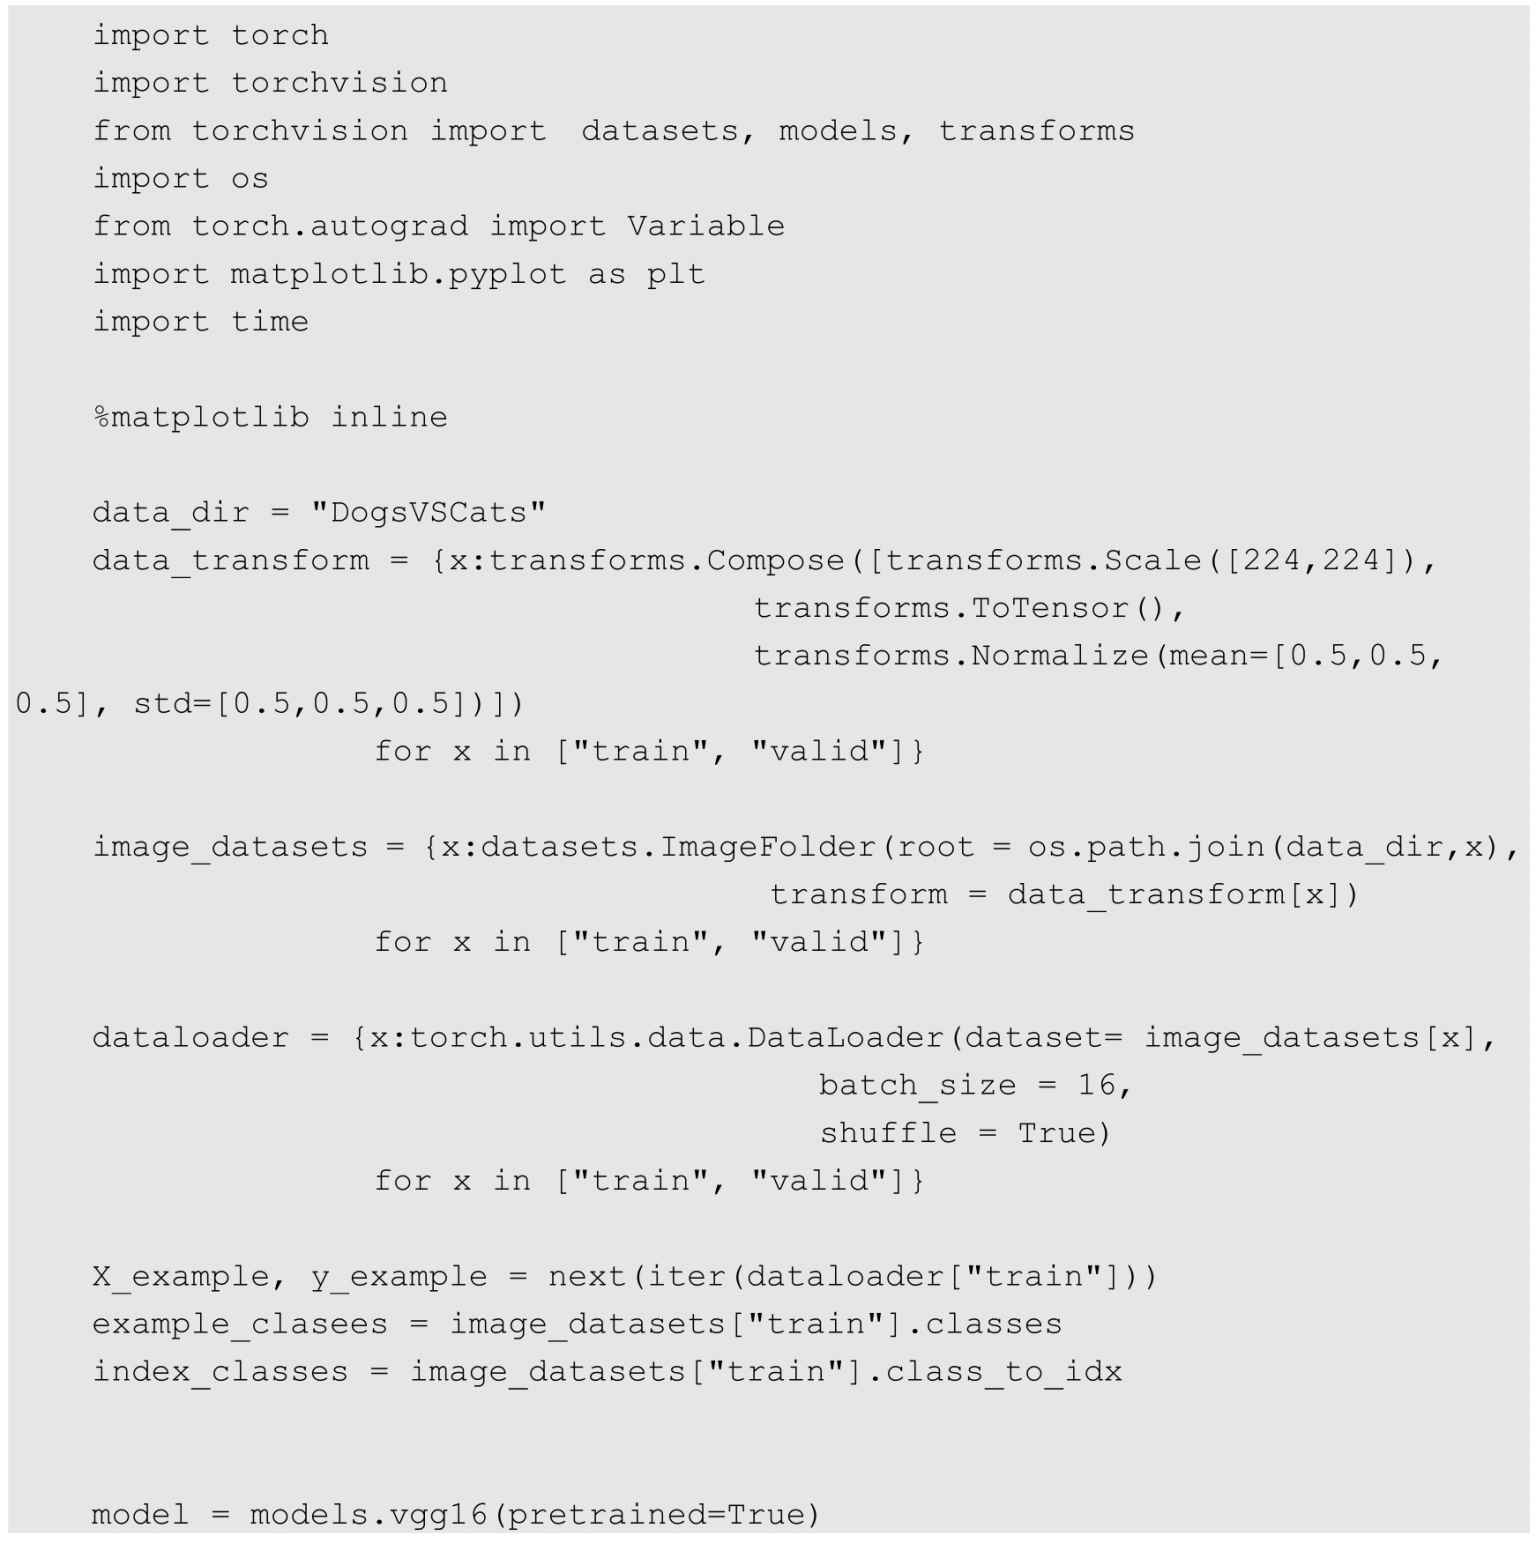 import torch
import torchvision
from torchvision import datasets, models, transforms
import os
from torch.autograd import Variable
import matplotlib.pyplot as plt
import time
%matplotlib inline
data_dir = "DogsVSCats"
data_transform = {x:transforms.Compose([transforms.Scale([224,224]),
transforms.ToTensor(),
transforms.Normalize(mean=[0.5,0.5,
0.5], std=[0.5,0.5,0.5])])
for x in ["train", "valid"]}
image_datasets = {x:datasets.ImageFolder(root = os.path.join(data_dir,x),
transform = data_transform[x])
for x in ["train", "valid"]}
dataloader = {x:torch.utils.data.DataLoader(dataset= image_datasets[x],
batch_size = 16,
shuffle = True)
for x in ["train", "valid"]}
X_example, y_example = next(iter(dataloader["train"]))
example_clasees = image_datasets["train"].classes
index_classes = image_datasets["train"].class_to_idx
model = models.vgg16(pretrained=True)